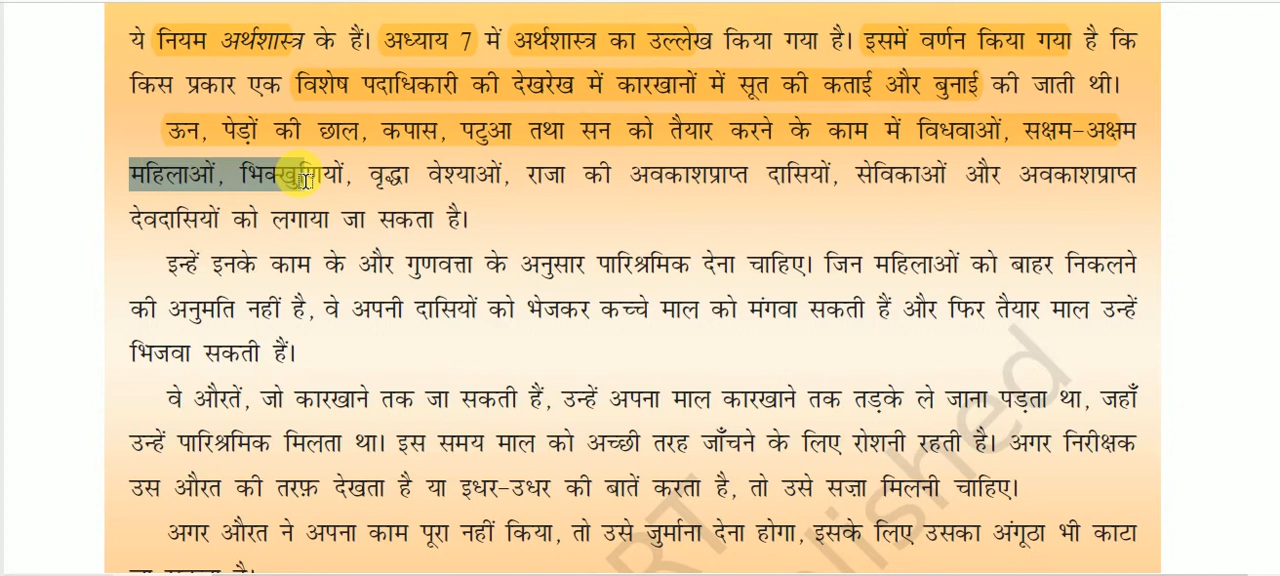 ये नियम अर्थशास्त्र के हैं। अध्याय 7 में अर्थशास्त्र का उल्लेख किया गया है। इसमें वर्णन किया गया है कि
किस प्रकार एक विशेष पदाधिकारी की देखरेख में कारखानों में सूत की कताई और बुनाई की जाती थी।
ऊन, पेड़ों की छाल, कपास, पटुआ तथा सन को तैयार करने के काम में विधवाओं, सक्षम-अक्षम
महिलाओं, भिक्खुणियों, वृद्धा वेश्याओं, राजा की अवकाशप्राप्त दासियों, सेविकाओं और अवकाशप्राप्त
देवदासियों को लगाया जा सकता है।
इन्हें इनके काम के और गुणवत्ता के अनुसार पारिश्रमिक देना चाहिए। जिन महिलाओं को बाहर निकलने
की अनुमति नहीं है, वे अपनी दासियों को भेजकर कच्चे माल को मंगवा सकती हैं और फिर तैयार माल उन्हें
भिजवा सकती हैं।
वे औरतें, जो कारखाने तक जा सकती हैं, उन्हें अपना माल कारखाने तक तड़के ले जाना पड़ता था, जहाँ
उन्हें पारिश्रमिक मिलता था। इस समय माल को अच्छी तरह जाँचने के लिए रोशनी रहती है। अगर निरीक्षक
उस औरत की तरफ़ देखता है या इधर-उधर की बातें करता है, तो उसे सज़ा मिलनी चाहिए।
अगर औरत ने अपना काम पूरा नहीं किया, तो उसे जुर्माना देना होगा, इसके लिए उसका अंगूठा भी काटा